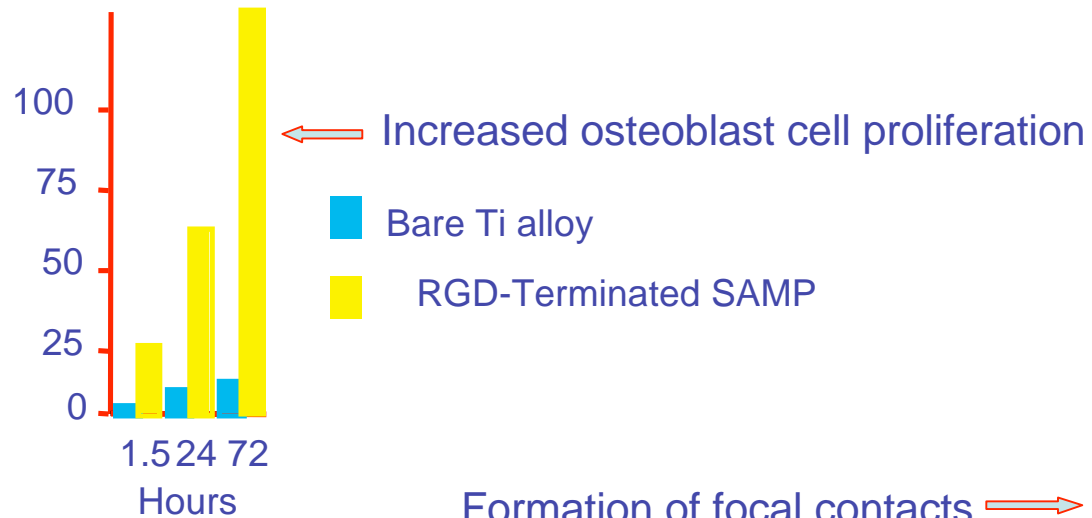 100
Increased osteoblast cell proliferation
75
Bare Ti alloy
50
RGD-Terminated SAMP
25
0
1.5 24 72
Hours
Formation of focal contacts